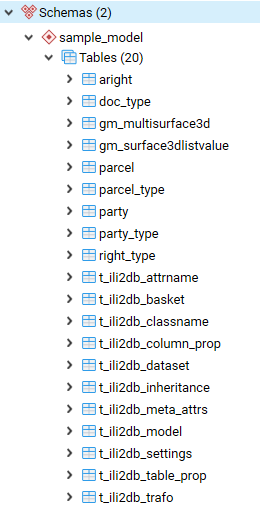 Schemas (2)
sample_model
Tables (20)
aright
doc_type
gm_multisurface3d
gm_surface3dlistvalue
parcel
parcel_type
party
party_type
right_type
t_ili2db_attrname
t_ili2db_basket
t_ili2db_classname
t_ili2db_column_prop
t_ili2db_dataset
t_ili2db_inheritance
t_ili2db_meta_attrs
t_ili2db_model
t_ili2db_settings
t_ili2db_table_prop
t_ili2db_trafo